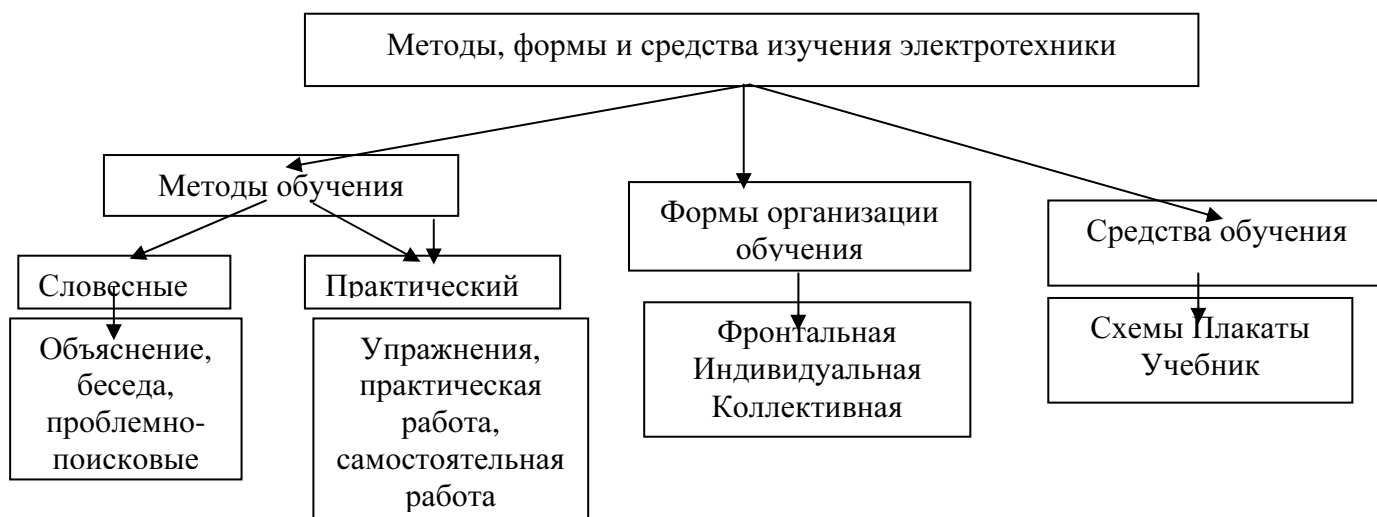 Методы, формы и средства изучения электротехники
Методы обучения
Словесные
Объяснение,
беседа,
проблемно-
поисковые
Практический
Упражнения,
практическая
работа,
самостоятельная
работа
Формы организации
обучения
Фронтальная
Индивидуальная
Коллективная
Средства обучения
Схемы Плакаты
Учебник